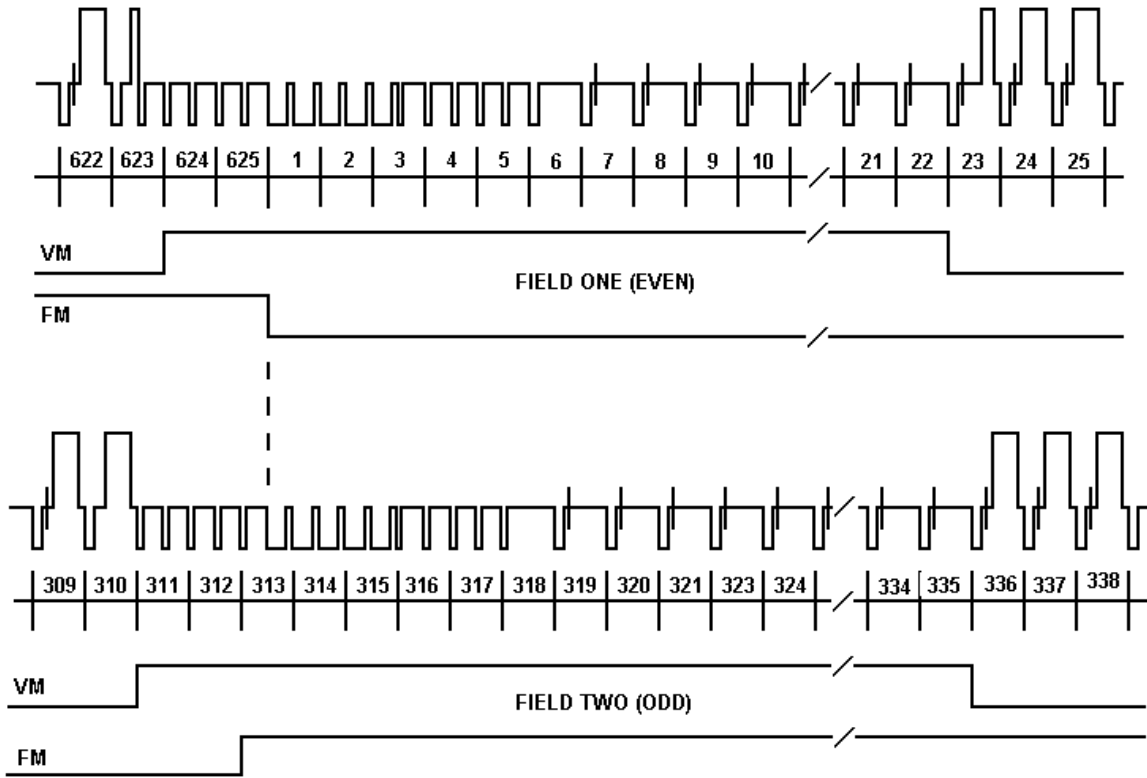 622 623 624 625 1 2 3 4 5 6 7 8 9 10 21 22 23 24 25
VM
FIELD ONE (EVEN)
FM
309 310 311 312 313 314 315 316 317 318 319 320 321 323 324 334 335 336 337 338
VM
FIELD TWO (ODD)
FM